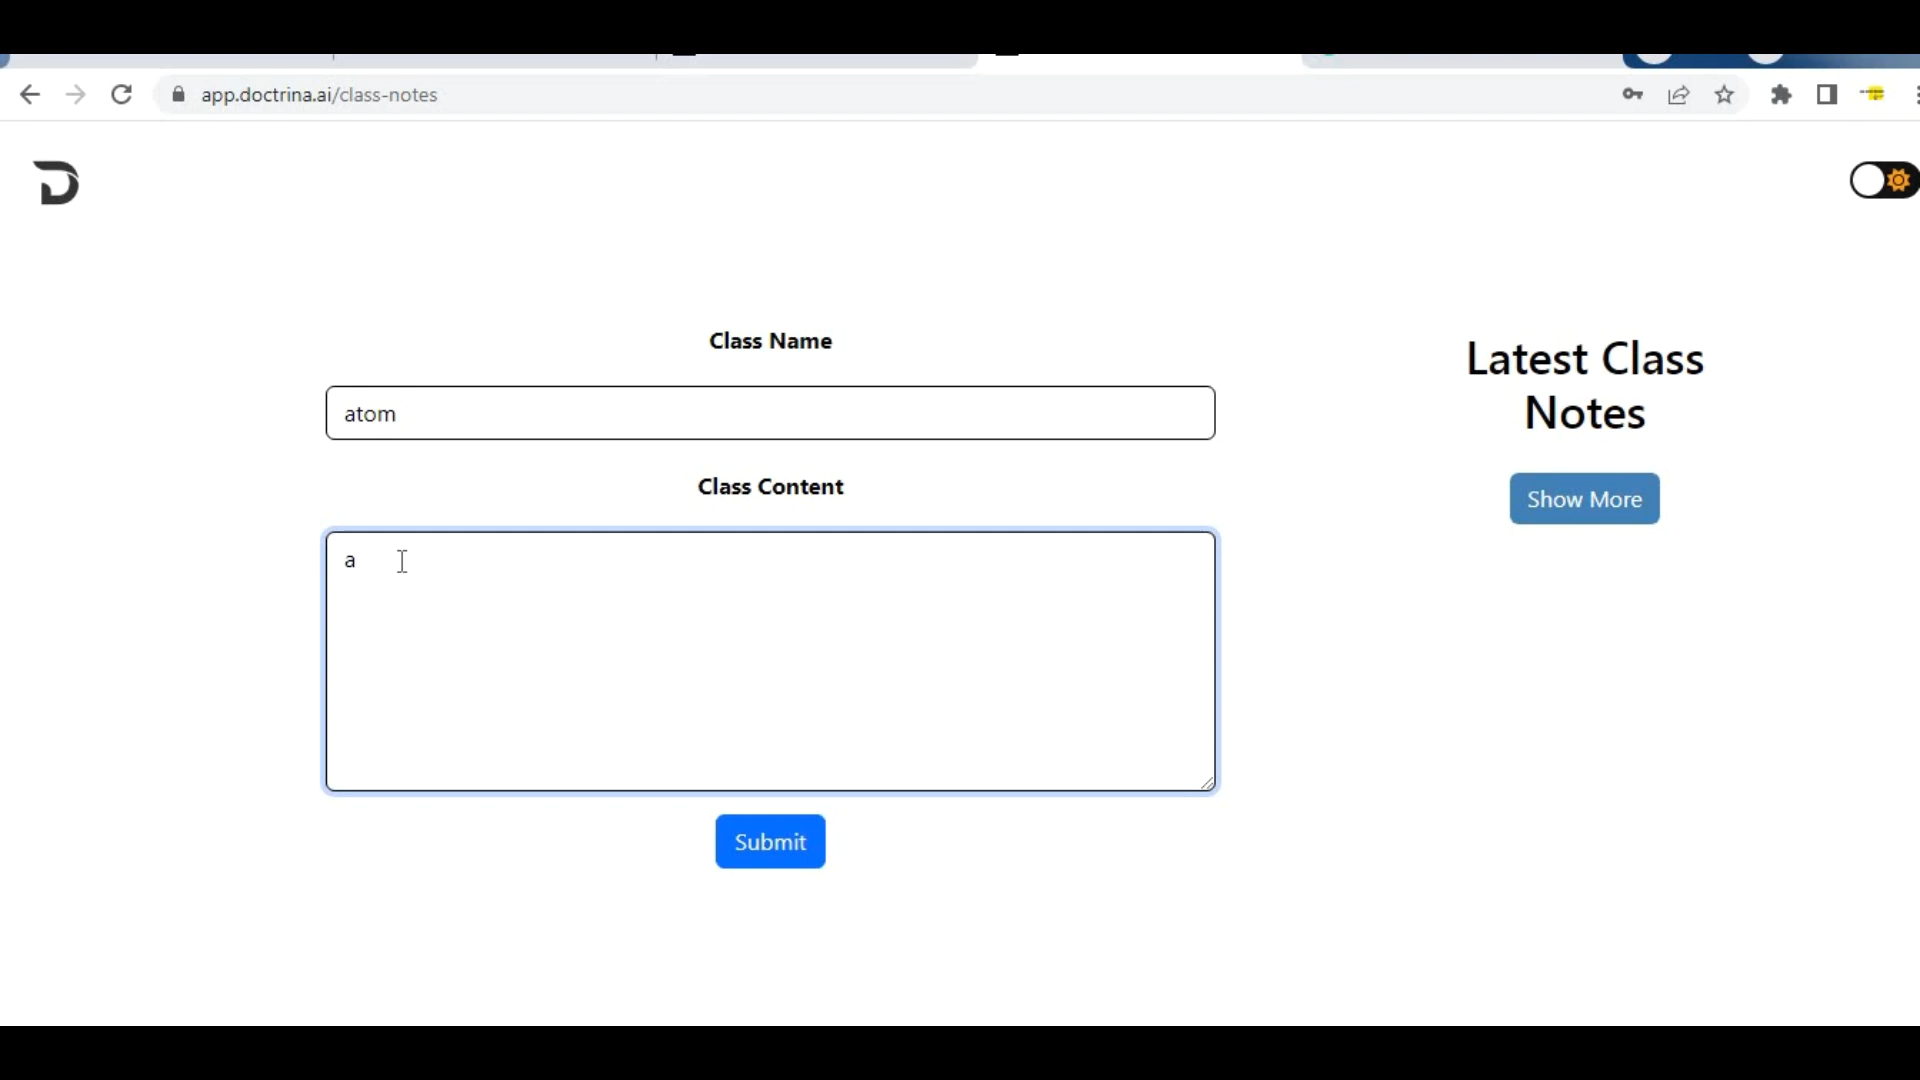 app.doctrina.ai/class-notes
Class Name
atom
Class Content
a
Submit
Latest Class
Notes
Show More